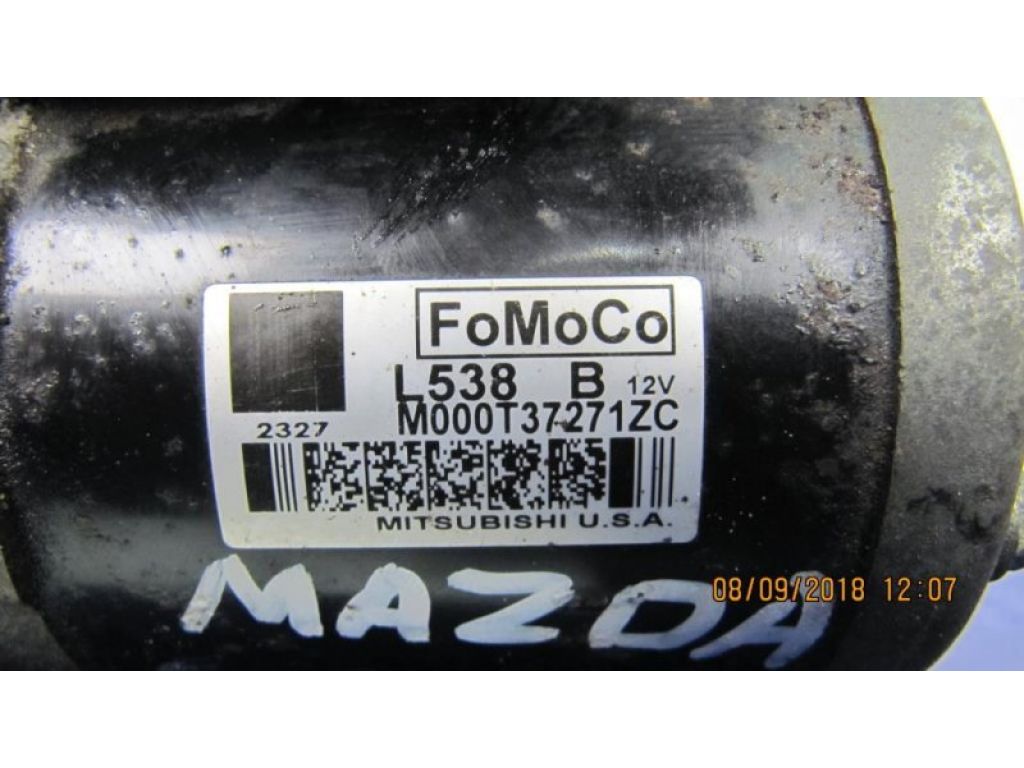 FoMoCo
L538 B 12V
M000T37271ZC
2327
MITSUBISHI U.S.A.
MAZDA
08/09/2018 12:07